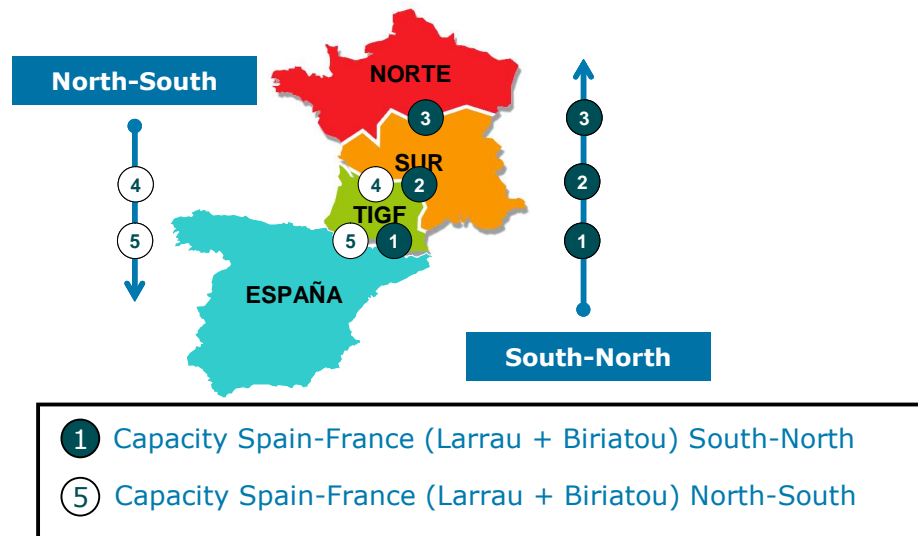 North-South
4
5
NORTE
3
SUR
4
2
TIGF
5
1
ESPAÑA
3
2
1
South-North
1 Capacity Spain-France (Larrau + Biriatou) South-North
5 Capacity Spain-France (Larrau + Biriatou) North-South